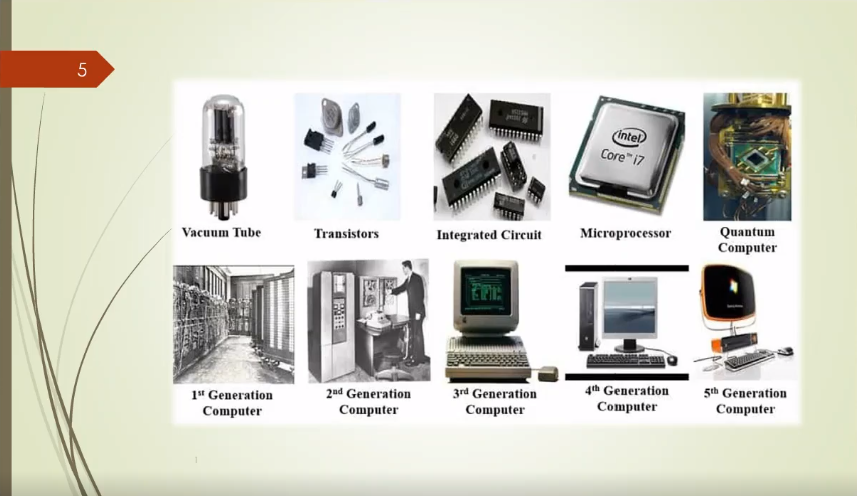 5
Vacuum Tube
Transistors
Integrated Circuit
Microprocessor
Quantum
Computer
intel
Core™ i7
1st Generation
Computer
2nd Generation
Computer
3rd Generation
Computer
4th Generation
Computer
5th Generation
Computer